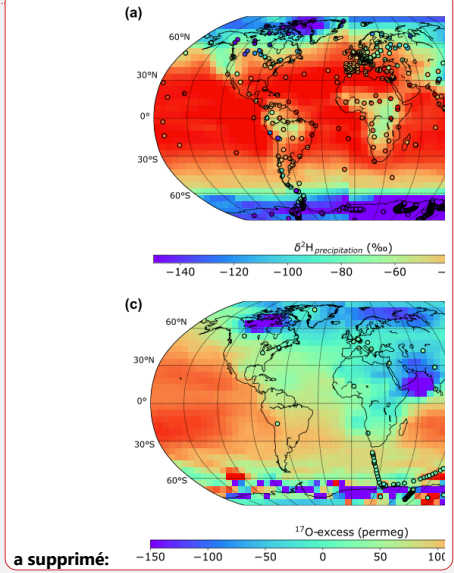 (a)
60°N
30°N
0°
30°S
60°S
δ²H precipitation (‰)
−140 −120 −100 −80 −60
(c)
60°N
30°N
0°
30°S
60°S
¹⁷O-excess (permeg)
−150 −100 −50 0 50 100
a supprimé: